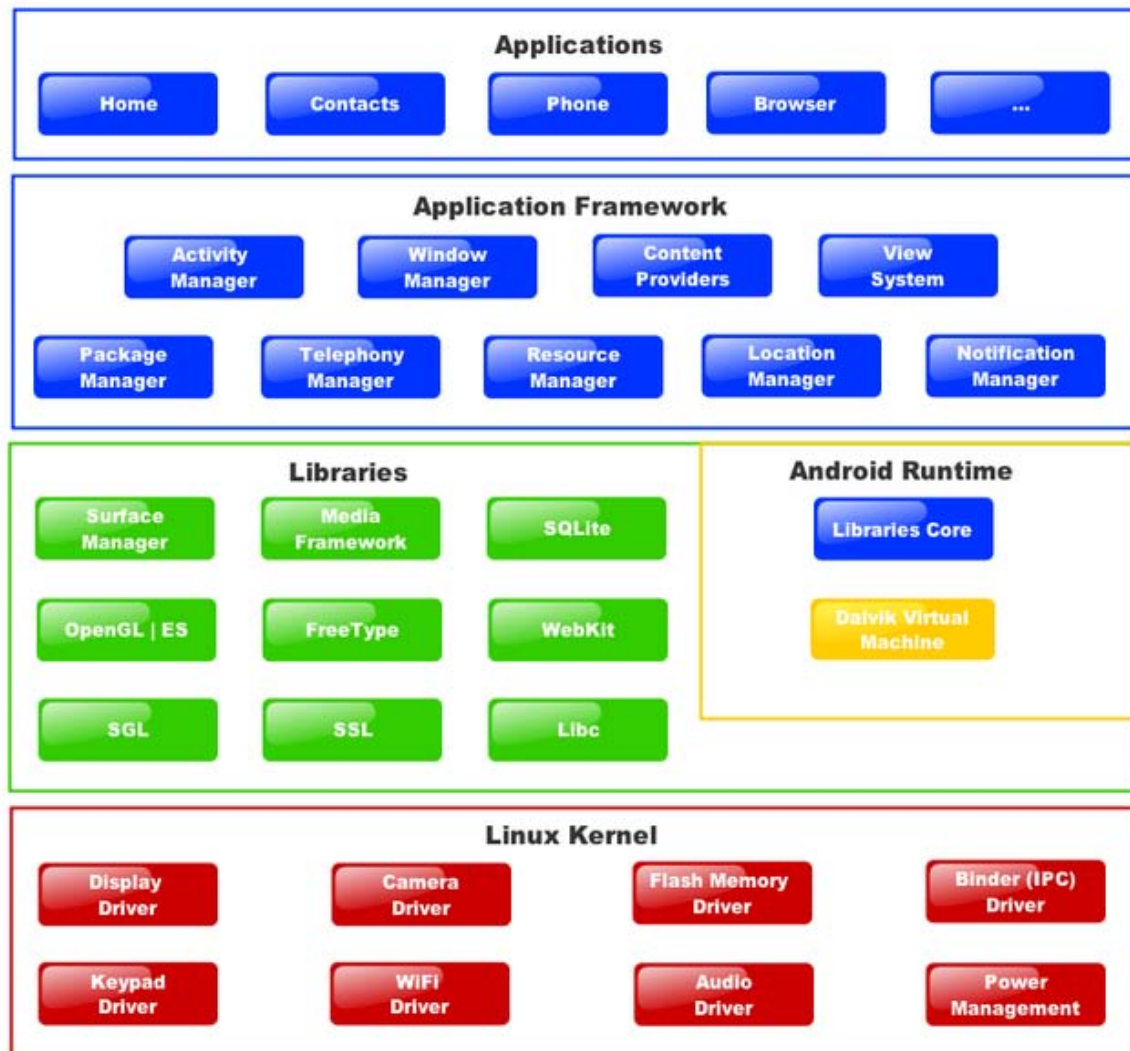 Applications
Home
Contacts
Phone
Browser
...
Application Framework
Activity
Manager
Window
Manager
Content
Providers
View
System
Package
Manager
Telephony
Manager
Resource
Manager
Location
Manager
Notification
Manager
Libraries
Surface
Manager
Media
Framework
SQLite
OpenGL | ES
FreeType
WebKit
SGL
SSL
Libc
Android Runtime
Libraries Core
Dalvik Virtual
Machine
Linux Kernel
Display
Driver
Camera
Driver
Flash Memory
Driver
Binder (IPC)
Driver
Keypad
Driver
WiFi
Driver
Audio
Driver
Power
Management